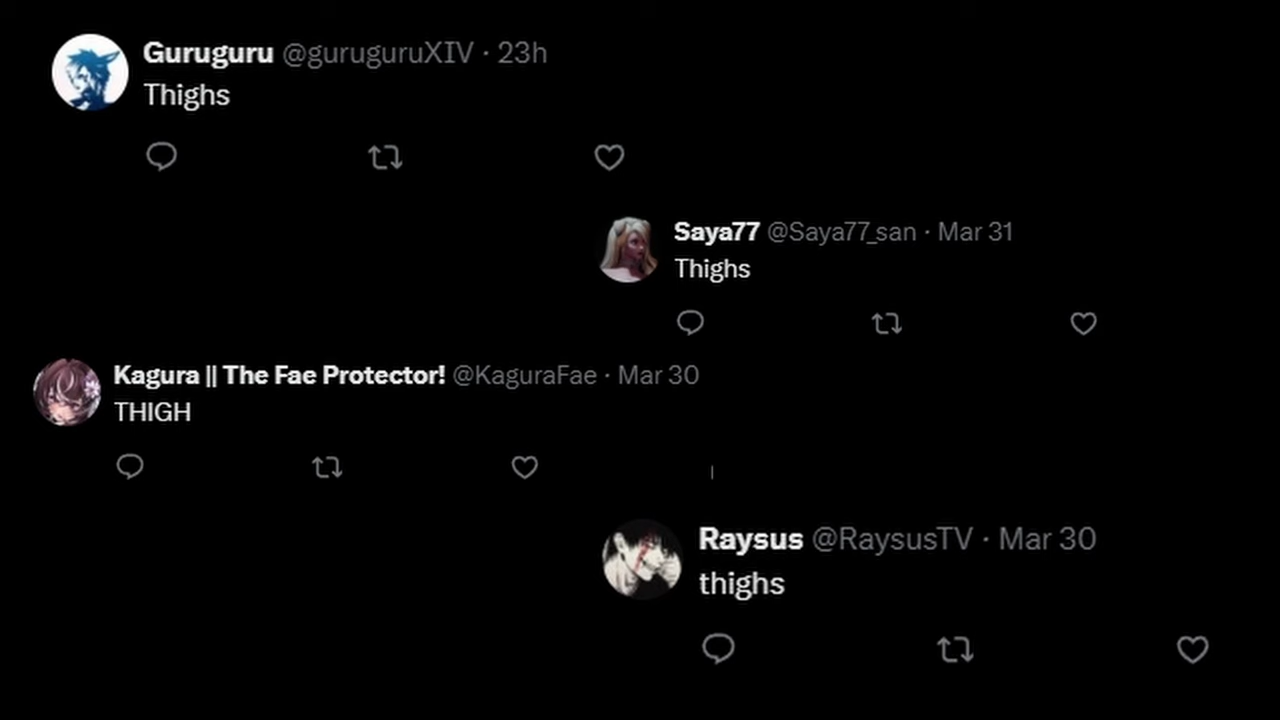 Guruguru @guruguruXIV · 23h
Thighs
Saya77 @Saya77_san · Mar 31
Thighs
Kagura || The Fae Protector! @KaguraFae · Mar 30
THIGH
Raysus @RaysusTV · Mar 30
thighs